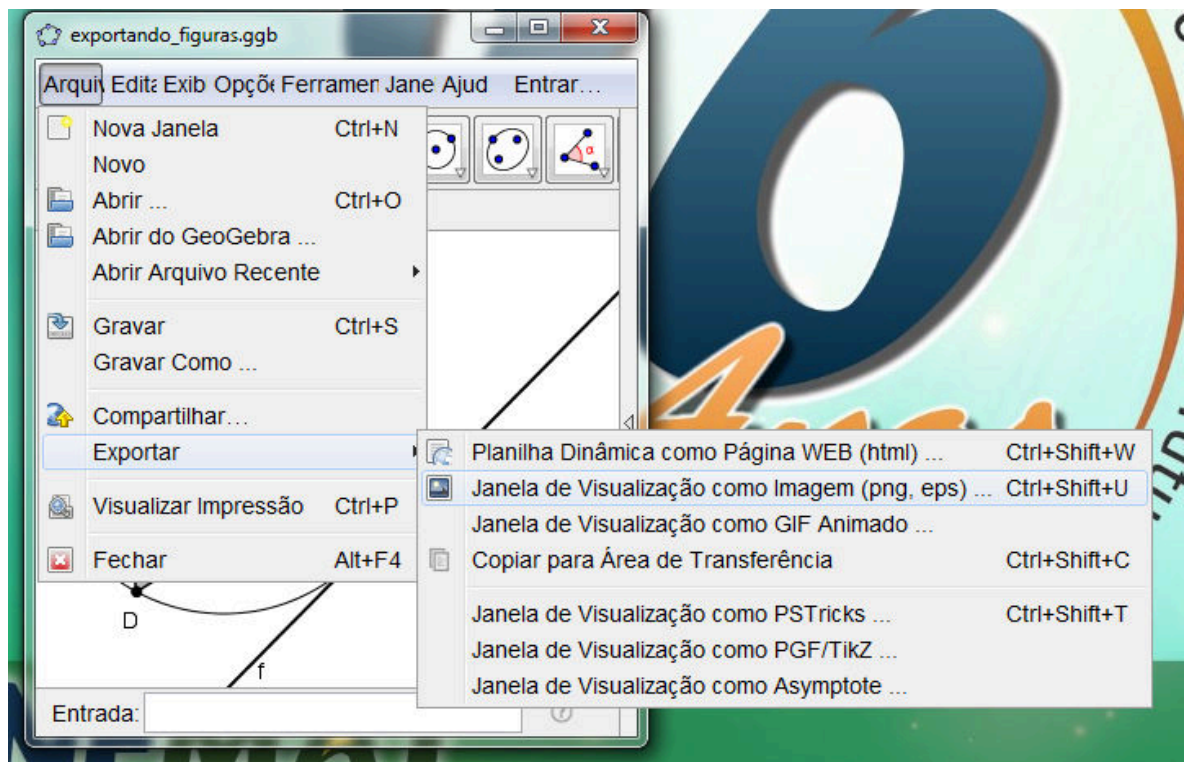 exportando_figuras.ggb
Arqui Edita Exib Opçõe Ferramen Jane Ajud Entrar...
Nova Janela Ctrl+N
Novo
Abrir ... Ctrl+O
Abrir do GeoGebra ...
Abrir Arquivo Recente
Gravar Ctrl+S
Gravar Como ...
Compartilhar...
Exportar
Visualizar Impressão Ctrl+P
Fechar Alt+F4
Planilha Dinâmica como Página WEB (html) ... Ctrl+Shift+W
Janela de Visualização como Imagem (png, eps) ... Ctrl+Shift+U
Janela de Visualização como GIF Animado ...
Copiar para Área de Transferência Ctrl+Shift+C
Janela de Visualização como PSTricks ... Ctrl+Shift+T
Janela de Visualização como PGF/TikZ ...
Janela de Visualização como Asymptote ...
α
D
f
Entrada:
6